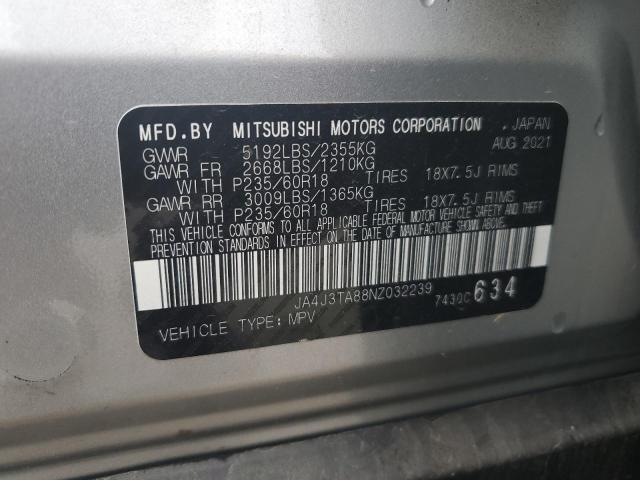 MFD.BY MITSUBISHI MOTORS CORPORATION . JAPAN
GVWR 5192LBS/2355KG AUG 2021
GAWR FR 2668LBS/1210KG
WITH P235/60R18 TIRES 18X7.5J RIMS
GAWR RR 3009LBS/1365KG
WITH P235/60R18 TIRES 18X7.5J RIMS
THIS VEHICLE CONFORMS TO ALL APPLICABLE FEDERAL MOTOR VEHICLE SAFETY AND THEFT
PREVENTION STANDARDS IN EFFECT ON THE DATE OF MANUFACTURE SHOWN ABOVE.
JA4J3TA88NZ032239 7430C 634
VEHICLE TYPE: MPV